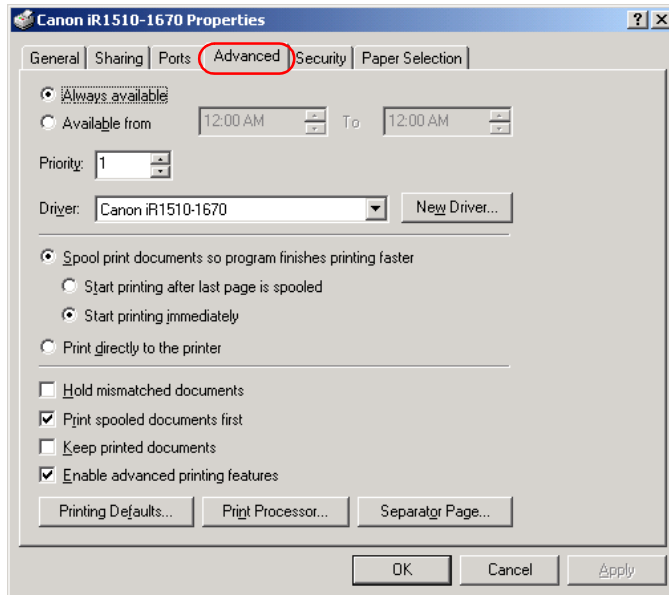 Canon iR1510-1670 Properties
General Sharing Ports Advanced Security Paper Selection
Always available
Available from 12:00 AM To 12:00 AM
Priority: 1
Driver: Canon iR1510-1670 New Driver...
Spool print documents so program finishes printing faster
Start printing after last page is spooled
Start printing immediately
Print directly to the printer
Hold mismatched documents
Print spooled documents first
Keep printed documents
Enable advanced printing features
Printing Defaults... Print Processor... Separator Page...
OK Cancel Apply